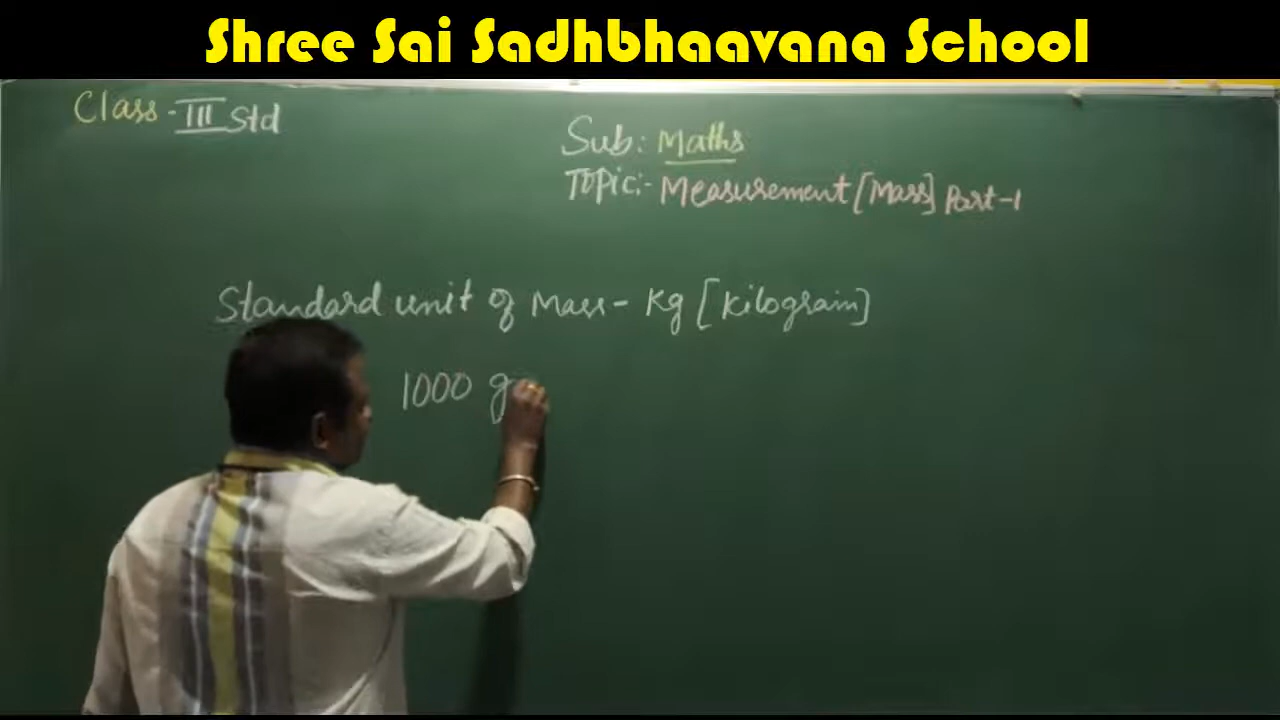 Shree Sai Sadhbhaavana School
Class - III Std
Sub: Maths
Topic:- Measurement [Mass] Part-1
Standard unit of Mass - Kg [Kilogram]
1000 g